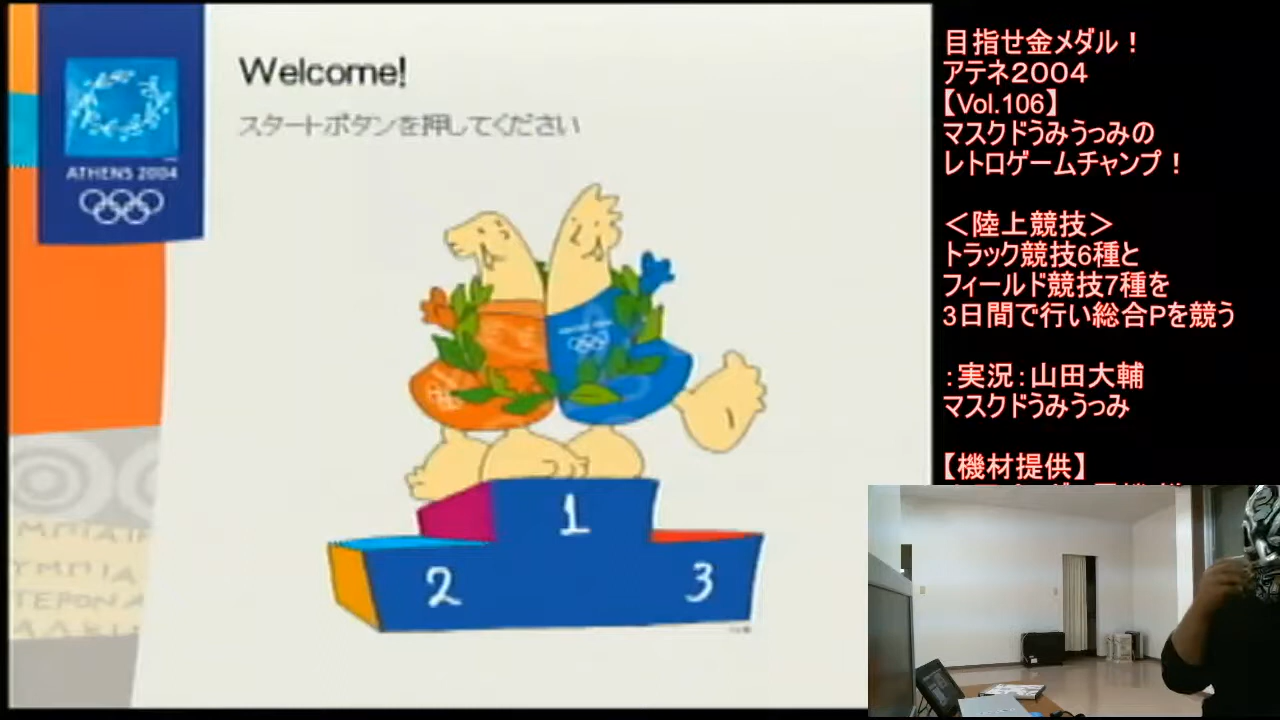 Welcome!
スタートボタンを押してください
ATHENS 2004
1
2
3
目指せ金メダル！
アテネ２００４
【Vol.106】
マスクドうみうっみの
レトロゲームチャンプ！
＜陸上競技＞
トラック競技6種と
フィールド競技7種を
3日間で行い総合Pを競う
：実況：山田大輔
マスクドうみうっみ
【機材提供】